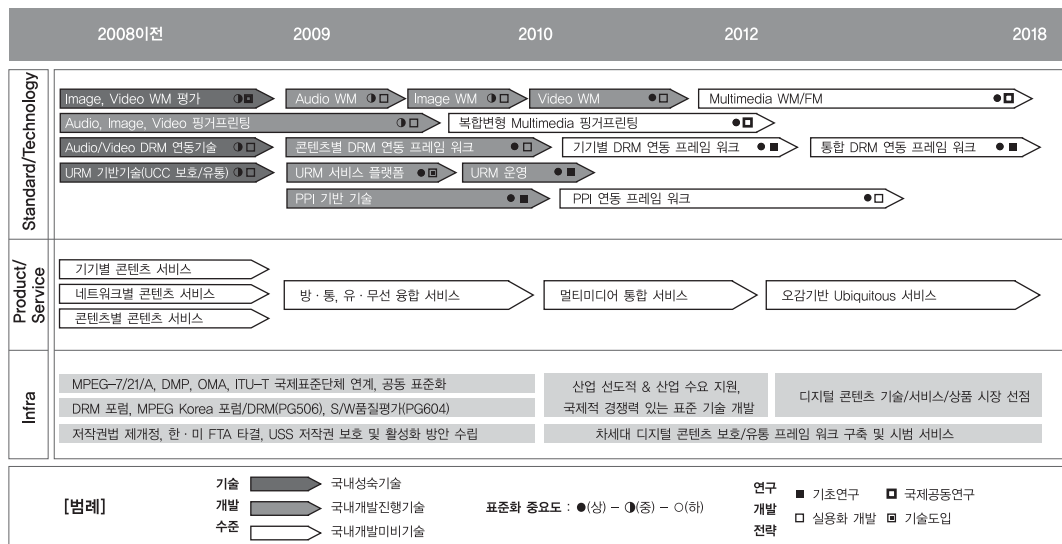 2008이전 2009 2010 2012 2018
Standard/Technology
Image, Video WM 평가 ◑▣ Audio WM ◑□ Image WM ◑□ Video WM ●□ Multimedia WM/FM ●□
Audio, Image, Video 핑거프린팅 ◑□ 복합변형 Multimedia 핑거프린팅 ●□
Audio/Video DRM 연동기술 ◑□ 콘텐츠별 DRM 연동 프레임 워크 ●□ 기기별 DRM 연동 프레임 워크 ●■ 통합 DRM 연동 프레임 워크 ●■
URM 기반기술(UCC 보호/유통) ◑□ URM 서비스 플랫폼 ●▣ URM 운영 ●■
PPI 기반 기술 ●■ PPI 연동 프레임 워크 ●□
Product/
Service
기기별 콘텐츠 서비스
네트워크별 콘텐츠 서비스 방·통, 유·무선 융합 서비스 멀티미디어 통합 서비스 오감기반 Ubiquitous 서비스
콘텐츠별 콘텐츠 서비스
Infra
MPEG-7/21/A, DMP, OMA, ITU-T 국제표준단체 연계, 공동 표준화
DRM 포럼, MPEG Korea 포럼/DRM(PG506), S/W품질평가(PG604)
산업 선도적 & 산업 수요 지원,
국제적 경쟁력 있는 표준 기술 개발
디지털 콘텐츠 기술/서비스/상품 시장 선점
저작권법 제개정, 한·미 FTA 타결, USS 저작권 보호 및 활성화 방안 수립 차세대 디지털 콘텐츠 보호/유통 프레임 워크 구축 및 시범 서비스
[범례]
기술
개발
수준
국내성숙기술
국내개발진행기술
국내개발미비기술
표준화 중요도 : ●(상) – ◑(중) – ○(하)
연구
개발
전략
■ 기초연구 □ 국제공동연구
□ 실용화 개발 ▣ 기술도입